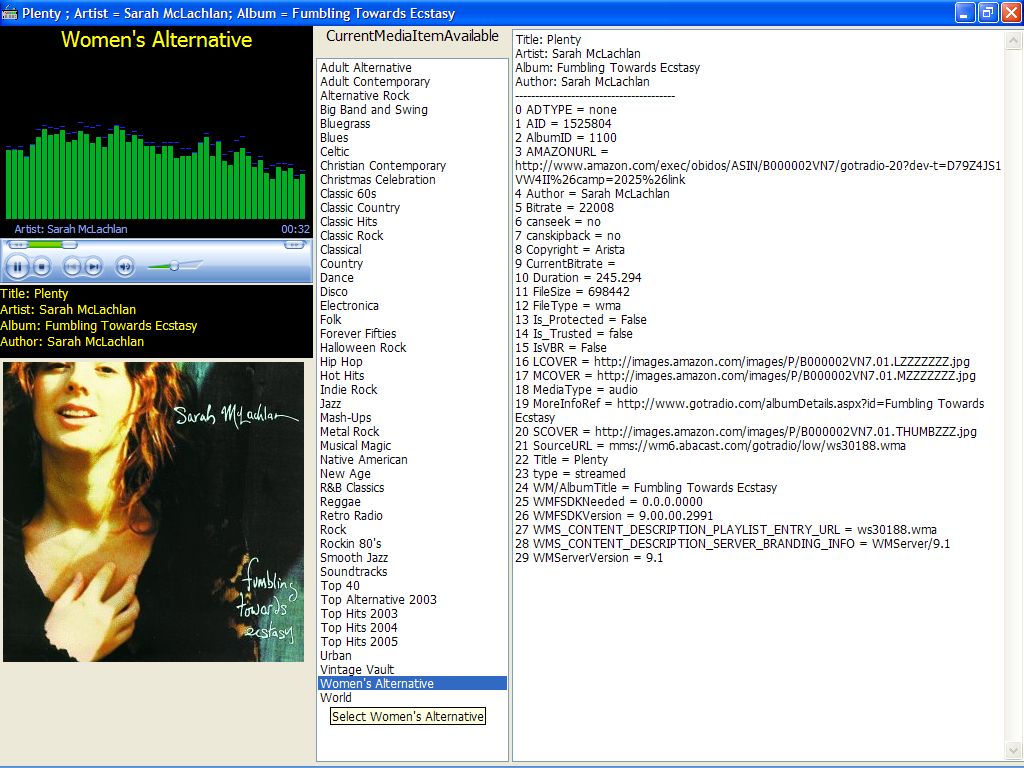 Plenty ; Artist = Sarah McLachlan; Album = Fumbling Towards Ecstasy
Women's Alternative
Artist: Sarah McLachlan 00:32
Title: Plenty
Artist: Sarah McLachlan
Album: Fumbling Towards Ecstasy
Author: Sarah McLachlan
Sarah McLachlan
fumbling
towards
ecstasy
CurrentMediaItemAvailable
Adult Alternative
Adult Contemporary
Alternative Rock
Big Band and Swing
Bluegrass
Blues
Celtic
Christian Contemporary
Christmas Celebration
Classic 60s
Classic Country
Classic Hits
Classic Rock
Classical
Country
Dance
Disco
Electronica
Folk
Forever Fifties
Halloween Rock
Hip Hop
Hot Hits
Indie Rock
Jazz
Mash-Ups
Metal Rock
Musical Magic
Native American
New Age
R&B Classics
Reggae
Retro Radio
Rock
Rockin 80's
Smooth Jazz
Soundtracks
Top 40
Top Alternative 2003
Top Hits 2003
Top Hits 2004
Top Hits 2005
Urban
Vintage Vault
Women's Alternative
World
Select Women's Alternative
Title: Plenty
Artist: Sarah McLachlan
Album: Fumbling Towards Ecstasy
Author: Sarah McLachlan
----------------------------------------
0 ADTYPE = none
1 AID = 1525804
2 AlbumID = 1100
3 AMAZONURL =
http://www.amazon.com/exec/obidos/ASIN/B000002VN7/gotradio-20?dev-t=D79Z4JS1
VW4II%26camp=2025%26link
4 Author = Sarah McLachlan
5 Bitrate = 22008
6 canseek = no
7 canskipback = no
8 Copyright = Arista
9 CurrentBitrate =
10 Duration = 245.294
11 FileSize = 698442
12 FileType = wma
13 Is_Protected = False
14 Is_Trusted = false
15 IsVBR = False
16 LCOVER = http://images.amazon.com/images/P/B000002VN7.01.LZZZZZZZ.jpg
17 MCOVER = http://images.amazon.com/images/P/B000002VN7.01.MZZZZZZZ.jpg
18 MediaType = audio
19 MoreInfoRef = http://www.gotradio.com/albumDetails.aspx?id=Fumbling Towards
Ecstasy
20 SCOVER = http://images.amazon.com/images/P/B000002VN7.01.THUMBZZZ.jpg
21 SourceURL = mms://wm6.abacast.com/gotradio/low/ws30188.wma
22 Title = Plenty
23 type = streamed
24 WM/AlbumTitle = Fumbling Towards Ecstasy
25 WMFSDKNeeded = 0.0.0.0000
26 WMFSDKVersion = 9.00.00.2991
27 WMS_CONTENT_DESCRIPTION_PLAYLIST_ENTRY_URL = ws30188.wma
28 WMS_CONTENT_DESCRIPTION_SERVER_BRANDING_INFO = WMServer/9.1
29 WMServerVersion = 9.1